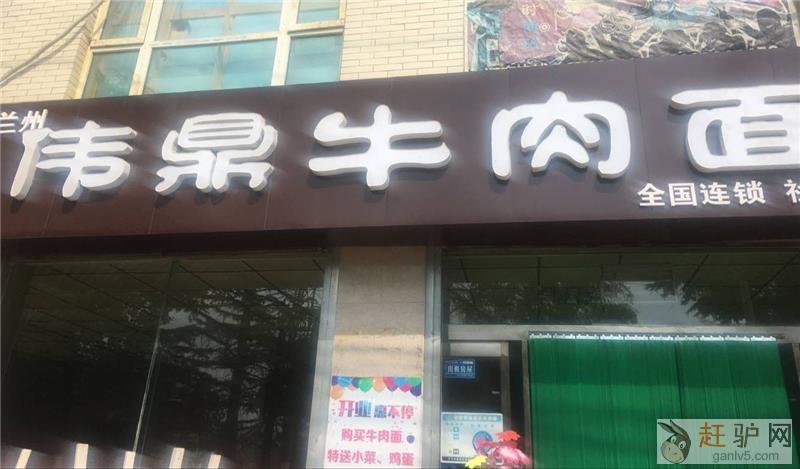 兰州
伟鼎牛肉面
全国连锁
开业惠不停
购买牛肉面
特送小菜、鸡蛋
赶驴网
ganlv5.com